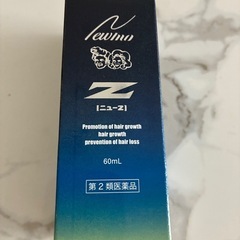 Newmo
Z
[ニューZ]
Promotion of hair growth
hair growth
prevention of hair loss
60mL
第2類医薬品